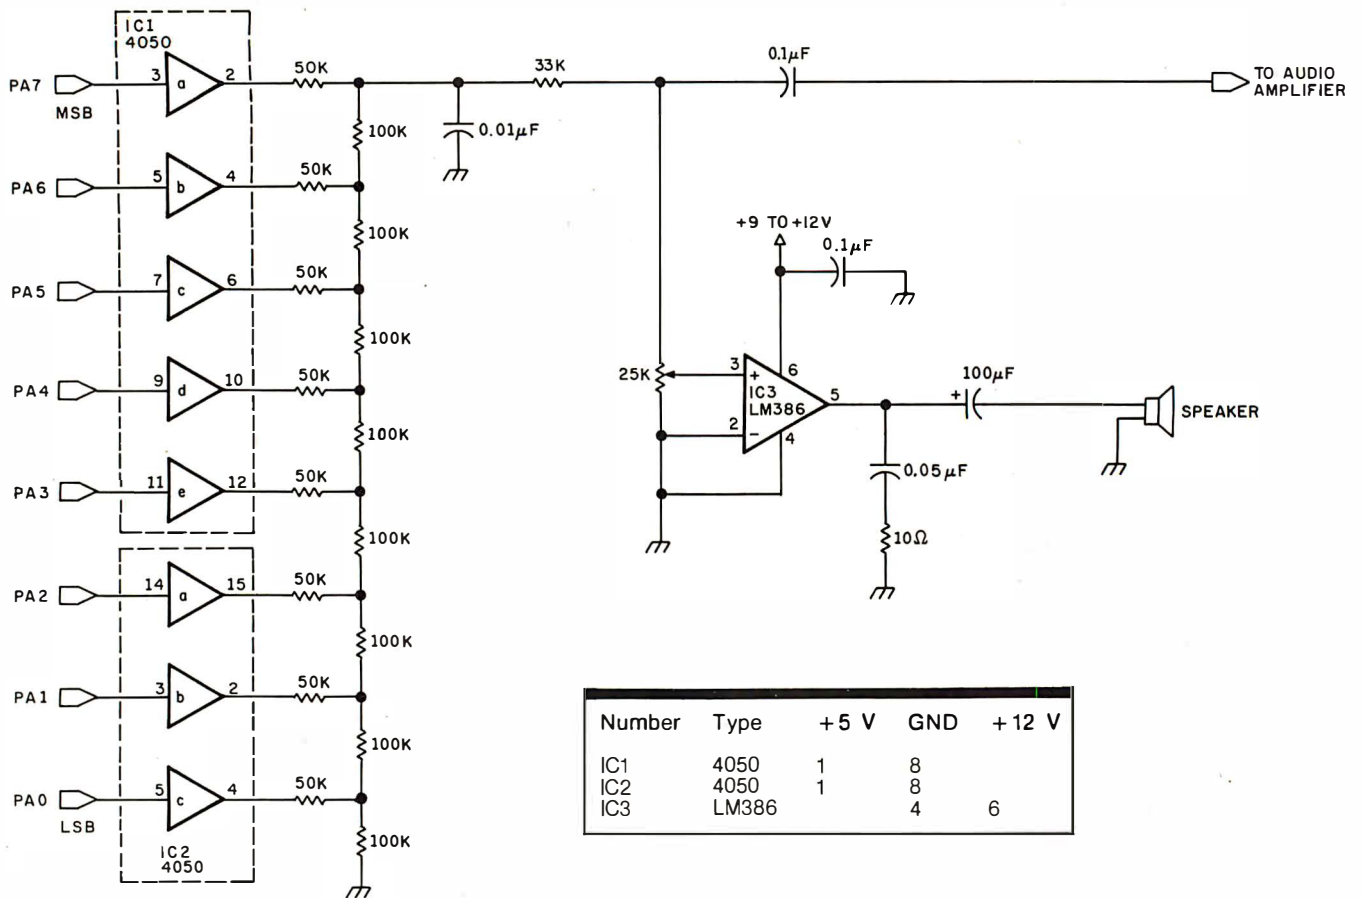 IC1
4050
PA7
MSB
3
a
2
50K
33K
0.1µF
TO AUDIO
AMPLIFIER
100K
0.01µF
PA6
5
b
4
50K
100K
+9 TO +12V
0.1µF
PA5
7
c
6
50K
100K
PA4
9
d
10
50K
100K
25K
3
+
6
IC3
LM386
5
2
-
4
+
100µF
SPEAKER
0.05µF
10Ω
PA3
11
e
12
50K
100K
PA2
14
a
15
50K
100K
PA1
3
b
2
50K
100K
PA0
LSB
5
c
4
50K
100K
IC2
4050
Number Type +5 V GND +12 V
IC1 4050 1 8
IC2 4050 1 8
IC3 LM386 4 6